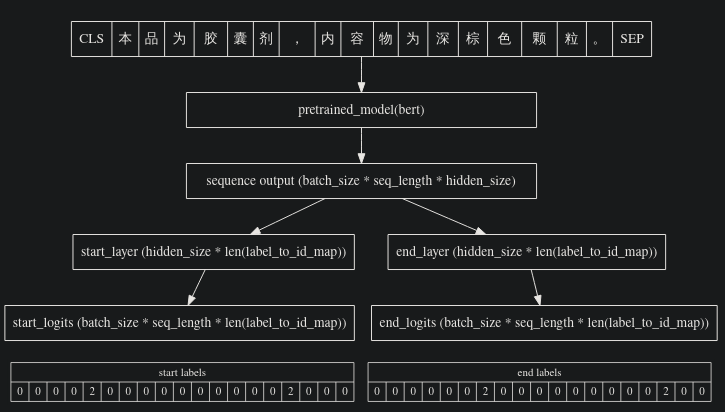 CLS 本 品 为 胶 囊 剂 ， 内 容 物 为 深 棕 色 颗 粒 。 SEP
pretrained_model(bert)
sequence output (batch_size * seq_length * hidden_size)
start_layer (hidden_size * len(label_to_id_map))
end_layer (hidden_size * len(label_to_id_map))
start_logits (batch_size * seq_length * len(label_to_id_map))
end_logits (batch_size * seq_length * len(label_to_id_map))
start labels
0 0 0 0 2 0 0 0 0 0 0 0 0 0 0 2 0 0 0
end labels
0 0 0 0 0 0 2 0 0 0 0 0 0 0 0 0 2 0 0